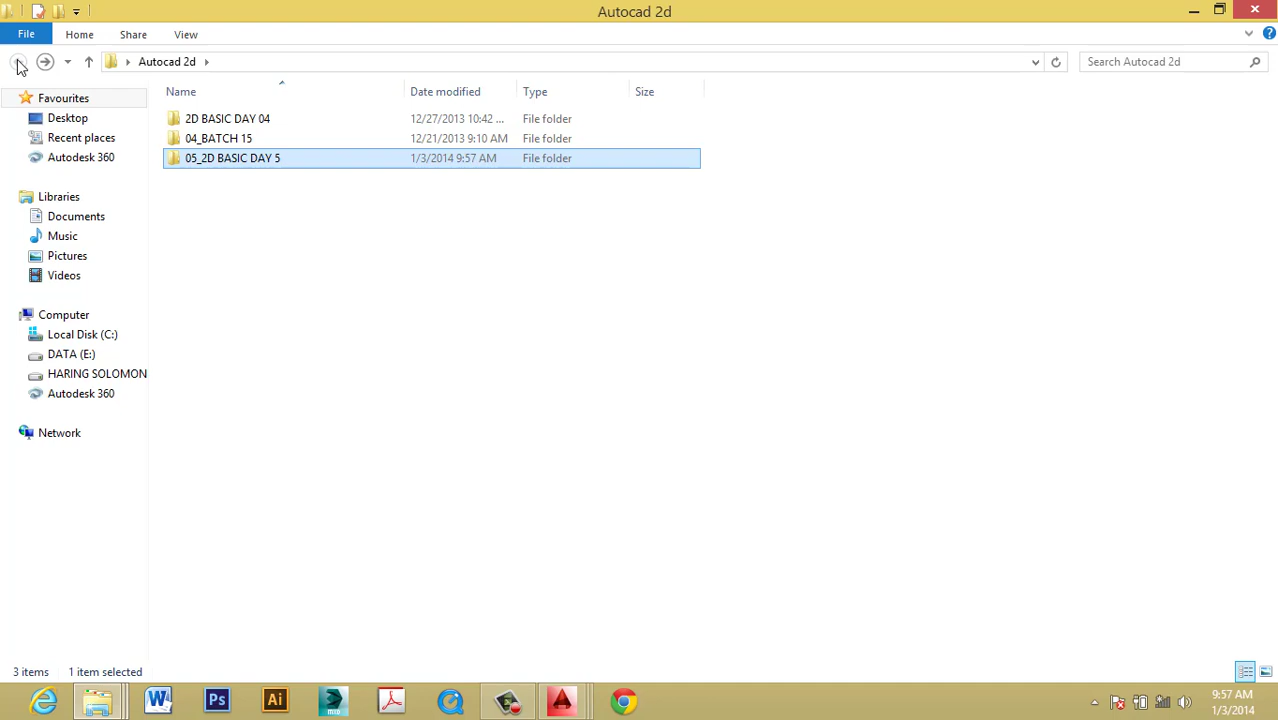 Autocad 2d
File Home Share View
Autocad 2d
Search Autocad 2d
Name Date modified Type Size
2D BASIC DAY 04 12/27/2013 10:42 ... File folder
04_BATCH 15 12/21/2013 9:10 AM File folder
05_2D BASIC DAY 5 1/3/2014 9:57 AM File folder
Favourites
Desktop
Recent places
Autodesk 360
Libraries
Documents
Music
Pictures
Videos
Computer
Local Disk (C:)
DATA (E:)
HARING SOLOMON
Autodesk 360
Network
3 items 1 item selected
Ps Ai
9:57 AM
1/3/2014